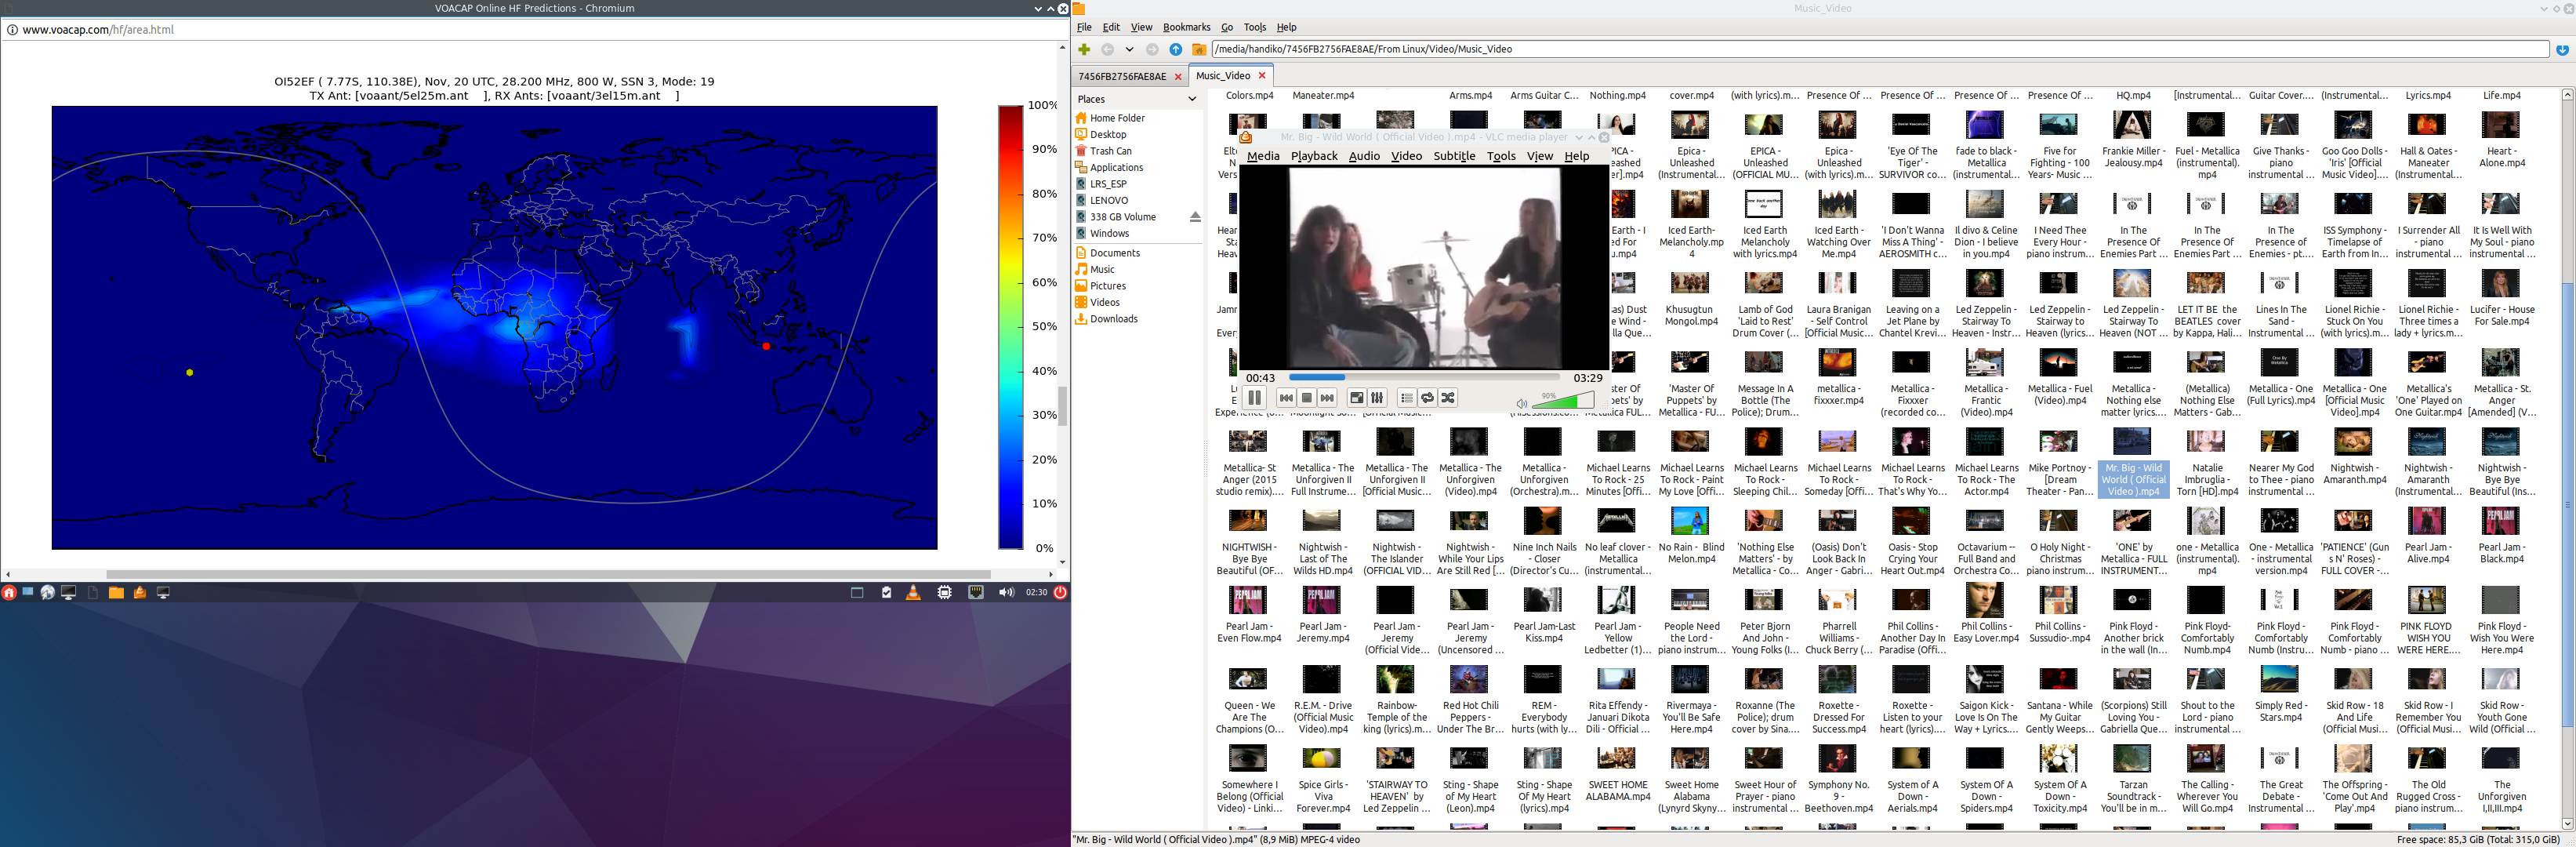 VOACAP Online HF Predictions - Chromium
www.voacap.com/hf/area.html
OI52EF ( 7.77S, 110.38E), Nov, 20 UTC, 28.200 MHz, 800 W, SSN 3, Mode: 19
TX Ant: [voaant/5el25m.ant ], RX Ants: [voaant/3el15m.ant ]
100%
90%
80%
70%
60%
50%
40%
30%
20%
10%
0%
02:30
Music_Video
File Edit View Bookmarks Go Tools Help
/media/handiko/7456FB2756FAE8AE/From Linux/Video/Music_Video
7456FB2756FAE8AE
Music_Video
Places
Home Folder
Desktop
Trash Can
Applications
LRS_ESP
LENOVO
338 GB Volume
Windows
Documents
Music
Pictures
Videos
Downloads
Mr. Big - Wild World ( Official Video ).mp4 - VLC media player
Media Playback Audio Video Subtitle Tools View Help
00:43
03:29
90%
Colors.mp4 Maneater.mp4 Arms.mp4 Arms Guitar C... Nothing.mp4 cover.mp4 (with lyrics).m... Presence Of ... Presence Of ... Presence Of ... Presence Of ... HQ.mp4 [Instrumental... Guitar Cover.... (Instrumental... Lyrics.mp4 Life.mp4
Epica - Unleashed (Instrumental...
EPICA - Unleashed (OFFICIAL MU...
Epica - Unleashed (with lyrics).m...
'Eye Of The Tiger' - SURVIVOR co...
fade to black - Metallica (instrumental...
Five for Fighting - 100 Years- Music ...
Frankie Miller - Jealousy.mp4
Fuel - Metallica (instrumental).mp4
Give Thanks - piano instrumental ...
Goo Goo Dolls - 'Iris' [Official Music Video]....
Hall & Oates - Maneater (Instrumental...
Heart - Alone.mp4
Iced Earth- Melancholy.mp4
Iced Earth Melancholy with lyrics.mp4
Iced Earth - Watching Over Me.mp4
'I Don't Wanna Miss A Thing' - AEROSMITH c...
Il divo & Celine Dion - I believe in you.mp4
I Need Thee Every Hour - piano instrum...
In The Presence Of Enemies Part ...
In The Presence Of Enemies Part ...
In The Presence of Enemies - pt....
ISS Symphony - Timelapse of Earth from In...
I Surrender All - piano instrumental ...
It Is Well With My Soul - piano instrumental ...
Khusugtun Mongol.mp4
Lamb of God 'Laid to Rest' Drum Cover (...
Laura Branigan - Self Control [Official Music...
Leaving on a Jet Plane by Chantel Krevi...
Led Zeppelin - Stairway To Heaven - Instr...
Led Zeppelin - Stairway to Heaven (lyrics...
Led Zeppelin - Stairway To Heaven (NOT ...
LET IT BE the BEATLES cover by Kappa, Hali...
Lines In The Sand - Instrumental ...
Lionel Richie - Stuck On You (with lyrics).m...
Lionel Richie - Three times a lady + lyrics.m...
Lucifer - House For Sale.mp4
'Master Of Puppets' by Metallica - FU...
Message In A Bottle (The Police); Drum...
metallica - fixxxer.mp4
Metallica - Fixxxer (recorded co...
Metallica - Frantic (Video).mp4
Metallica - Fuel (Video).mp4
Metallica - Nothing else matter lyrics....
(Metallica) Nothing Else Matters - Gab...
Metallica - One (Full Lyrics).mp4
Metallica - One [Official Music Video].mp4
Metallica's 'One' Played on One Guitar.mp4
Metallica - St. Anger [Amended] (V...
Metallica- St Anger (2015 studio remix)....
Metallica - The Unforgiven II Full Instrume...
Metallica - The Unforgiven II [Official Music...
Metallica - The Unforgiven (Video).mp4
Metallica - Unforgiven (Orchestra).m...
Michael Learns To Rock - 25 Minutes [Offi...
Michael Learns To Rock - Paint My Love [Offi...
Michael Learns To Rock - Sleeping Chil...
Michael Learns To Rock - Someday [Offi...
Michael Learns To Rock - That's Why Yo...
Michael Learns To Rock - The Actor.mp4
Mike Portnoy - [Dream Theater - Pan...
Mr. Big - Wild World ( Official Video ).mp4
Natalie Imbruglia - Torn [HD].mp4
Nearer My God to Thee - piano instrumental ...
Nightwish - Amaranth.mp4
Nightwish - Amaranth (Instrumental...
Nightwish - Bye Bye Beautiful (Ins...
NIGHTWISH - Bye Bye Beautiful (OF...
Nightwish - Last of The Wilds HD.mp4
Nightwish - The Islander (OFFICIAL VID...
Nightwish - While Your Lips Are Still Red [...
Nine Inch Nails - Closer (Director's Cu...
No leaf clover - Metallica (instrumental...
No Rain - Blind Melon.mp4
'Nothing Else Matters' - by Metallica - Co...
(Oasis) Don't Look Back In Anger - Gabri...
Oasis - Stop Crying Your Heart Out.mp4
Octavarium -- Full Band and Orchestra Co...
O Holy Night - Christmas piano instrum...
'ONE' by Metallica - FULL INSTRUMENT...
one - Metallica (instrumental).mp4
One - Metallica - instrumental version.mp4
'PATIENCE' (Guns N' Roses) - FULL COVER -...
Pearl Jam - Alive.mp4
Pearl Jam - Black.mp4
Pearl Jam - Even Flow.mp4
Pearl Jam - Jeremy.mp4
Pearl Jam - Jeremy (Official Vide...
Pearl Jam - Jeremy (Uncensored ...
Pearl Jam-Last Kiss.mp4
Pearl Jam - Yellow Ledbetter (1)...
People Need the Lord - piano instrum...
Peter Bjorn And John - Young Folks (l...
Pharrell Williams - Chuck Berry (...
Phil Collins - Another Day In Paradise (Offi...
Phil Collins - Easy Lover.mp4
Phil Collins - Sussudio-.mp4
Pink Floyd - Another brick in the wall (In...
Pink Floyd- Comfortably Numb.mp4
Pink Floyd - Comfortably Numb (Instru...
Pink Floyd - Comfortably Numb - piano ...
PINK FLOYD WISH YOU WERE HERE....
Pink Floyd - Wish You Were Here.mp4
Queen - We Are The Champions (O...
R.E.M. - Drive (Official Music Video).mp4
Rainbow- Temple of the king (lyrics).m...
Red Hot Chili Peppers - Under The Br...
REM - Everybody hurts (with ly...
Rita Effendy - Januari Dikota Dili - Official ...
Rivermaya - You'll Be Safe Here.mp4
Roxanne (The Police); drum cover by Sina....
Roxette - Dressed For Success.mp4
Roxette - Listen to your heart (lyrics)....
Saigon Kick - Love Is On The Way + Lyrics....
Santana - While My Guitar Gently Weeps...
(Scorpions) Still Loving You - Gabriella Que...
Shout to the Lord - piano instrumental ...
Simply Red - Stars.mp4
Skid Row - 18 And Life (Official Musi...
Skid Row - I Remember You (Official Musi...
Skid Row - Youth Gone Wild (Official ...
Somewhere I Belong (Official Video) - Linki...
Spice Girls - Viva Forever.mp4
'STAIRWAY TO HEAVEN' by Led Zeppelin ...
Sting - Shape of My Heart (Leon).mp4
Sting - Shape Of My Heart (lyrics).mp4
SWEET HOME ALABAMA.mp4
Sweet Home Alabama (Lynyrd Skyny...
Sweet Hour of Prayer - piano instrumental ...
Symphony No. 9 - Beethoven.mp4
System of A Down - Aerials.mp4
System Of A Down - Spiders.mp4
System Of A Down - Toxicity.mp4
Tarzan Soundtrack - You'll be in m...
The Calling - Wherever You Will Go.mp4
The Great Debate - Instrumental ...
The Offspring - 'Come Out And Play'.mp4
The Old Rugged Cross - piano instrum...
The Unforgiven I,II,III.mp4
"Mr. Big - Wild World ( Official Video ).mp4" (8,9 MiB) MPEG-4 video
Free space: 85,3 GiB (Total: 315,0 GiB)